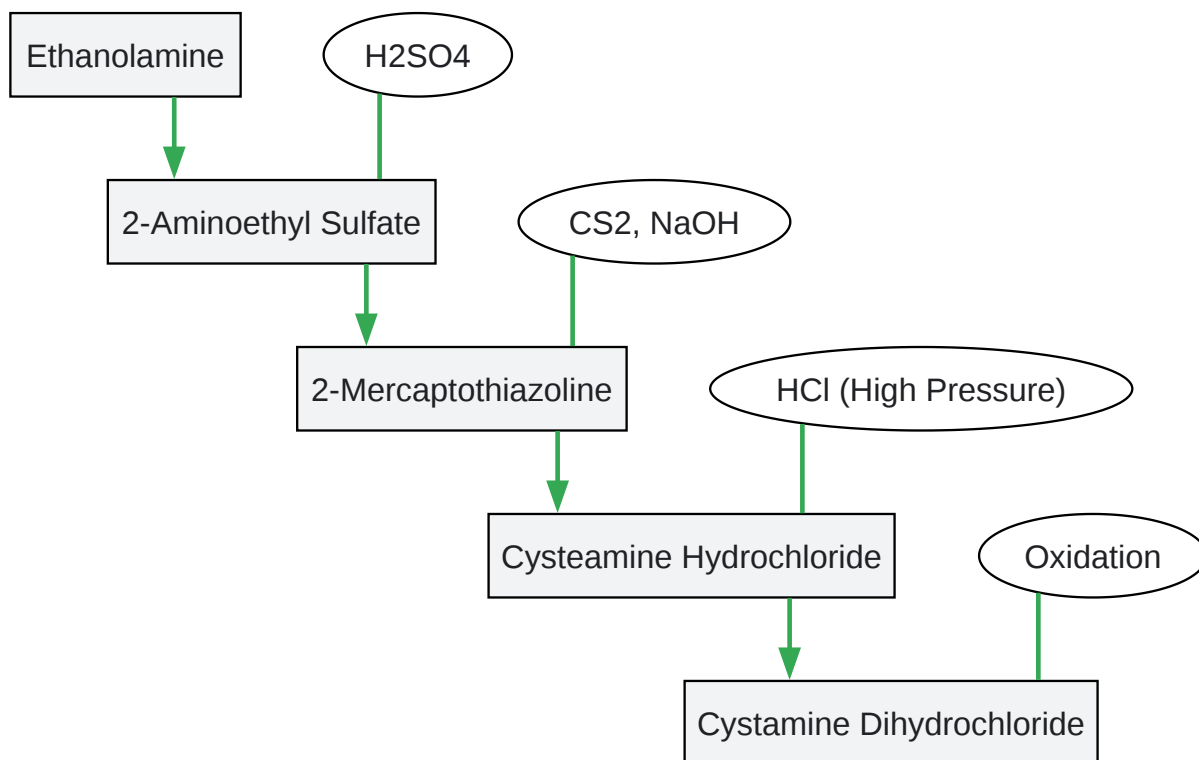 Ethanolamine
H2SO4
2-Aminoethyl Sulfate
CS2, NaOH
2-Mercaptothiazoline
HCl (High Pressure)
Cysteamine Hydrochloride
Oxidation
Cystamine Dihydrochloride